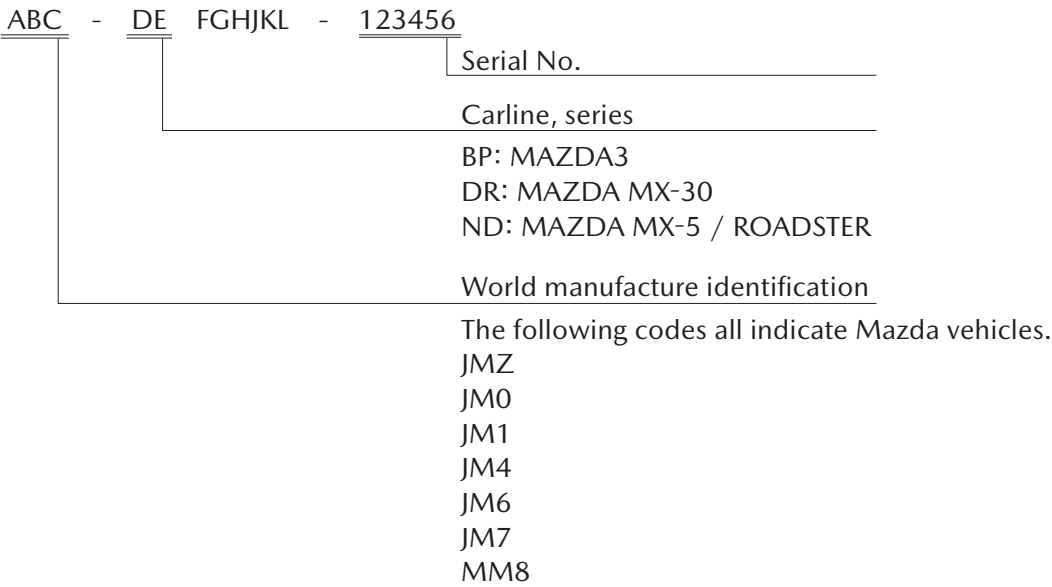 ABC - DE FGHJKL - 123456
Serial No.
Carline, series
BP: MAZDA3
DR: MAZDA MX-30
ND: MAZDA MX-5 / ROADSTER
World manufacture identification
The following codes all indicate Mazda vehicles.
JMZ
JM0
JM1
JM4
JM6
JM7
MM8